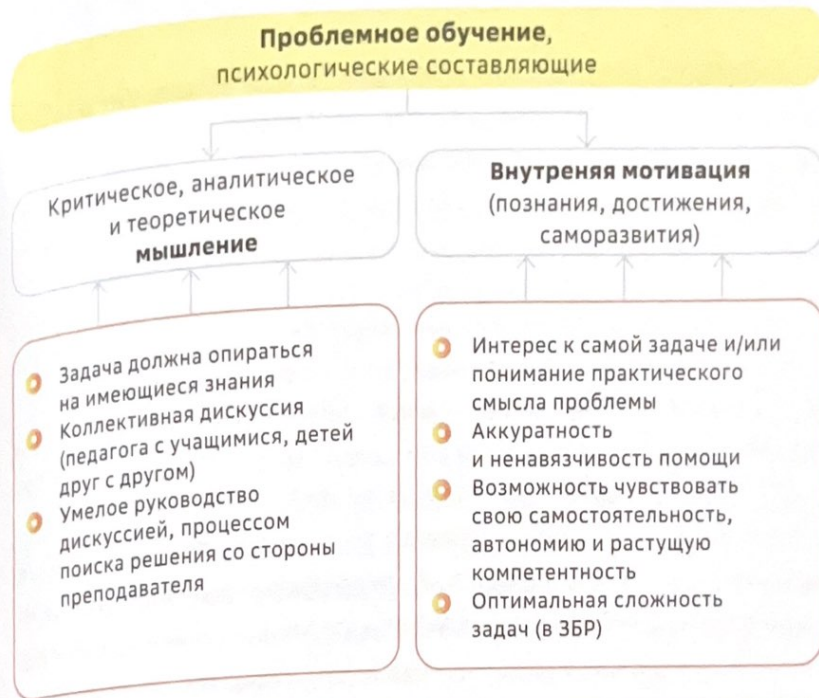 Проблемное обучение,
психологические составляющие
Критическое, аналитическое
и теоретическое
мышление
Внутреняя мотивация
(познания, достижения,
саморазвития)
Задача должна опираться
на имеющиеся знания
Коллективная дискуссия
(педагога с учащимися, детей
друг с другом)
Умелое руководство
дискуссией, процессом
поиска решения со стороны
преподавателя
Интерес к самой задаче и/или
понимание практического
смысла проблемы
Аккуратность
и ненавязчивость помощи
Возможность чувствовать
свою самостоятельность,
автономию и растущую
компетентность
Оптимальная сложность
задач (в ЗБР)